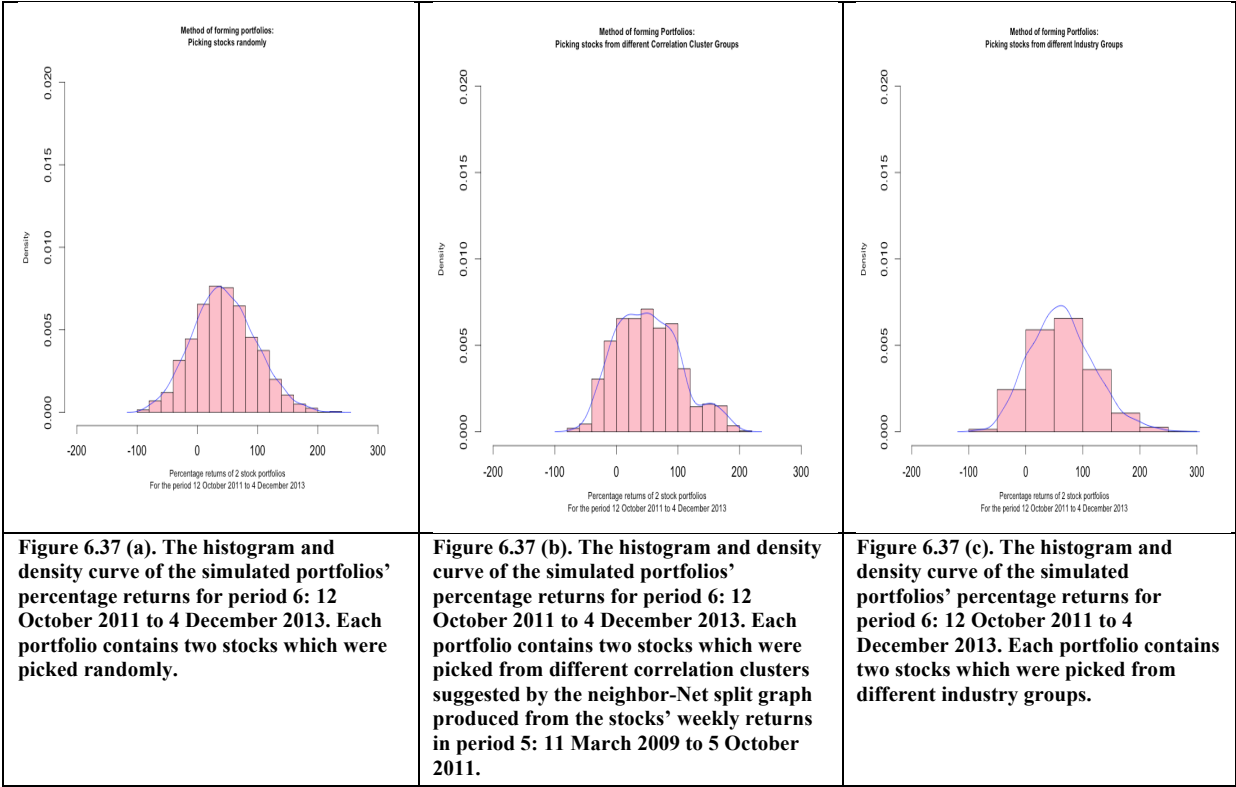 Method of forming portfolios:
Picking stocks randomly
0.020
0.015
0.010
0.005
0.000
Density
-200 -100 0 100 200 300
Percentage returns of 2 stock portfolios
For the period 12 October 2011 to 4 December 2013
Method of forming Portfolios:
Picking stocks from different Correlation Cluster Groups
0.020
0.015
0.010
0.005
0.000
Density
-200 -100 0 100 200 300
Percentage returns of 2 stock portfolios
For the period 12 October 2011 to 4 December 2013
Method of forming Portfolios:
Picking stocks from different Industry Groups
0.020
0.015
0.010
0.005
0.000
Density
-200 -100 0 100 200 300
Percentage returns of 2 stock portfolios
For the period 12 October 2011 to 4 December 2013
Figure 6.37 (a). The histogram and
density curve of the simulated portfolios’
percentage returns for period 6: 12
October 2011 to 4 December 2013. Each
portfolio contains two stocks which were
picked randomly.
Figure 6.37 (b). The histogram and density
curve of the simulated portfolios’
percentage returns for period 6: 12
October 2011 to 4 December 2013. Each
portfolio contains two stocks which were
picked from different correlation clusters
suggested by the neighbor-Net split graph
produced from the stocks’ weekly returns
in period 5: 11 March 2009 to 5 October
2011.
Figure 6.37 (c). The histogram and
density curve of the simulated
portfolios’ percentage returns for
period 6: 12 October 2011 to 4
December 2013. Each portfolio contains
two stocks which were picked from
different industry groups.